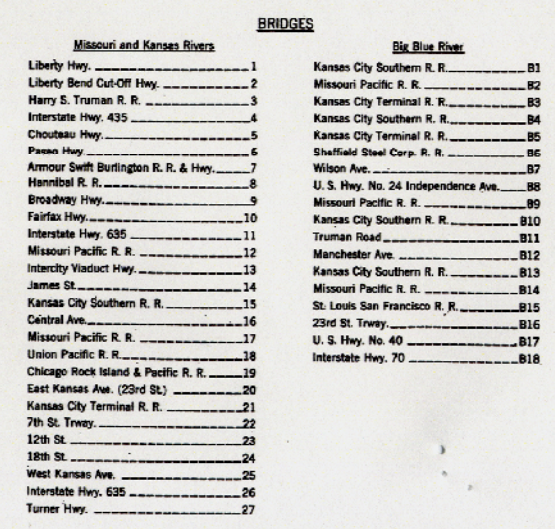 BRIDGES
Missouri and Kansas Rivers
Liberty Hwy. 1
Liberty Bend Cut-Off Hwy. 2
Harry S. Truman R. R. 3
Interstate Hwy. 435 4
Chouteau Hwy. 5
Paseo Hwy 6
Armour Swift Burlington R. R. & Hwy. 7
Hannibal R. R. 8
Broadway Hwy. 9
Fairfax Hwy. 10
Interstate Hwy. 635 11
Missouri Pacific R. R. 12
Intercity Viaduct Hwy. 13
James St. 14
Kansas City Southern R. R. 15
Central Ave. 16
Missouri Pacific R. R. 17
Union Pacific R. R. 18
Chicago Rock Island & Pacific R. R. 19
East Kansas Ave. (23rd St.) 20
Kansas City Terminal R. R. 21
7th St. Trway. 22
12th St. 23
18th St. 24
West Kansas Ave. 25
Interstate Hwy. 635 26
Turner Hwy. 27
Big Blue River
Kansas City Southern R. R. B1
Missouri Pacific R. R. B2
Kansas City Terminal R. R. B3
Kansas City Southern R. R. B4
Kansas City Terminal R. R. B5
Sheffield Steel Corp. R. R. B6
Wilson Ave. B7
U. S. Hwy. No. 24 Independence Ave. B8
Missouri Pacific R. R. B9
Kansas City Southern R. R. B10
Truman Road B11
Manchester Ave. B12
Kansas City Southern R. R. B13
Missouri Pacific R. R. B14
St. Louis San Francisco R. R. B15
23rd St. Trway. B16
U. S. Hwy. No. 40 B17
Interstate Hwy. 70 B18